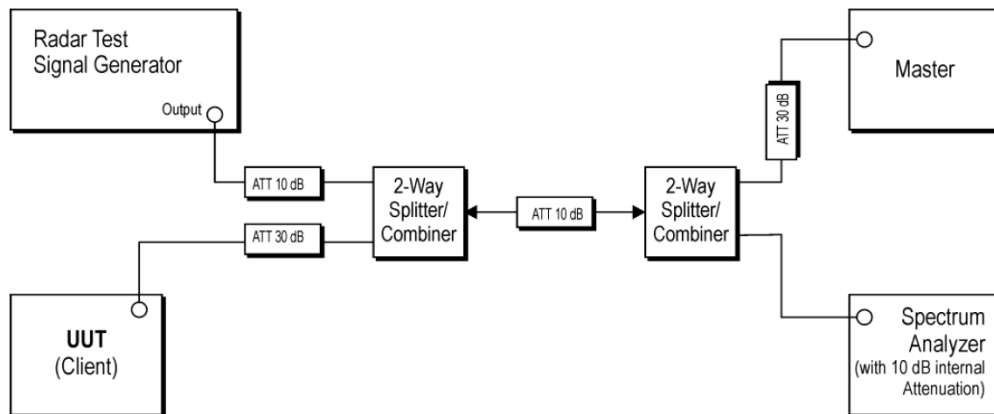 Radar Test
Signal Generator
Output
Master
ATT 30 dB
ATT 10 dB
2-Way
Splitter/
Combiner
ATT 10 dB
2-Way
Splitter/
Combiner
ATT 30 dB
UUT
(Client)
Spectrum
Analyzer
(with 10 dB internal
Attenuation)